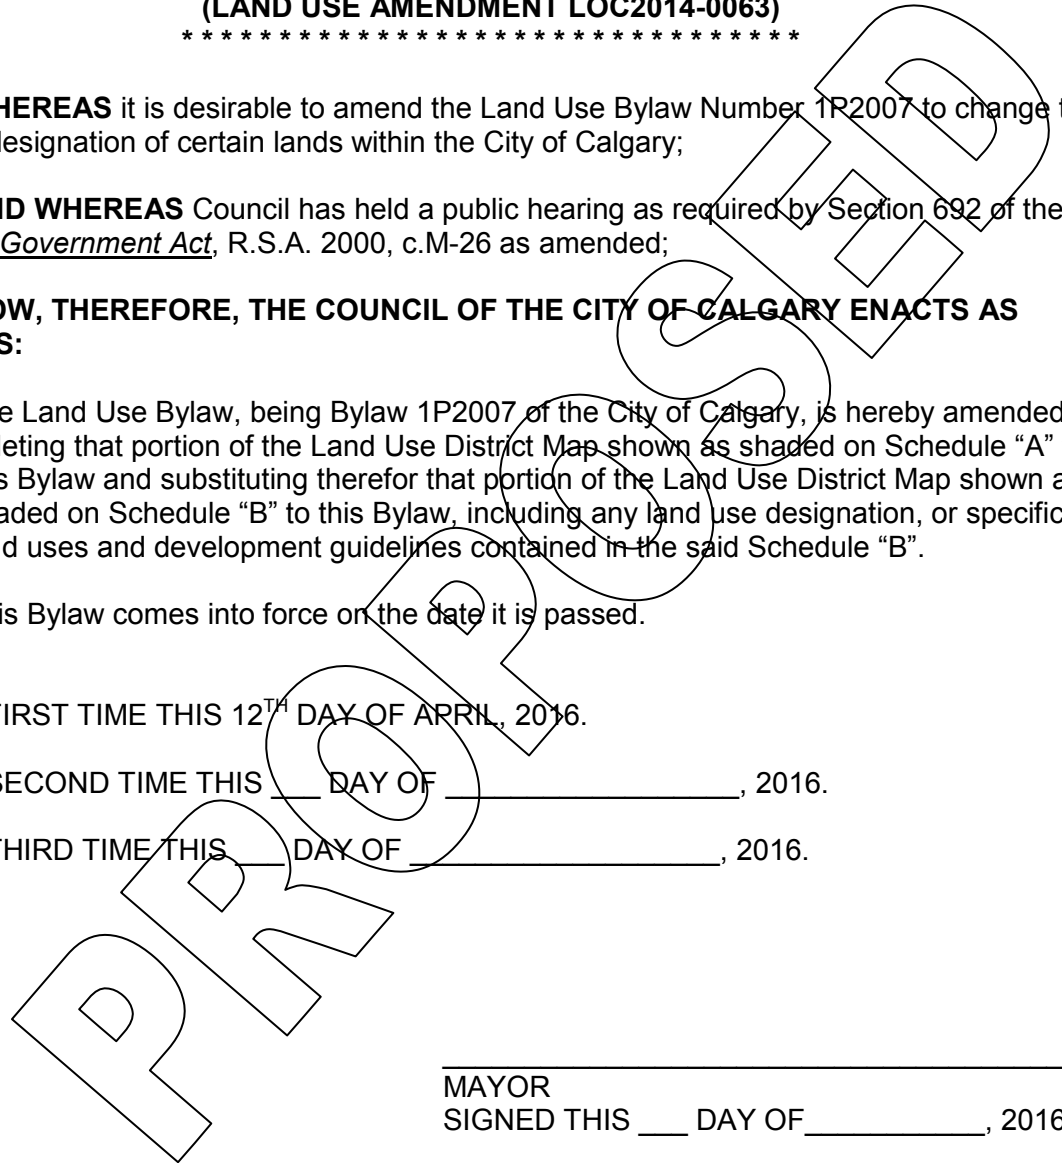 (LAND USE AMENDMENT LOC2014-0063)
* * * * * * * * * * * * * * * * * * * * * * * * * * * * * * * *
HEREAS it is desirable to amend the Land Use Bylaw Number 1P2007 to change
designation of certain lands within the City of Calgary;
ND WHEREAS Council has held a public hearing as required by Section 692 of the
Government Act, R.S.A. 2000, c.M-26 as amended;
OW, THEREFORE, THE COUNCIL OF THE CITY OF CALGARY ENACTS AS
S:
e Land Use Bylaw, being Bylaw 1P2007 of the City of Calgary, is hereby amended
leting that portion of the Land Use District Map shown as shaded on Schedule “A”
s Bylaw and substituting therefor that portion of the Land Use District Map shown a
aded on Schedule “B” to this Bylaw, including any land use designation, or specific
d uses and development guidelines contained in the said Schedule “B”.
is Bylaw comes into force on the date it is passed.
FIRST TIME THIS 12TH DAY OF APRIL, 2016.
SECOND TIME THIS ___ DAY OF __________________, 2016.
THIRD TIME THIS ___ DAY OF ___________________, 2016.
MAYOR
SIGNED THIS ___ DAY OF___________, 2016
PROPOSED